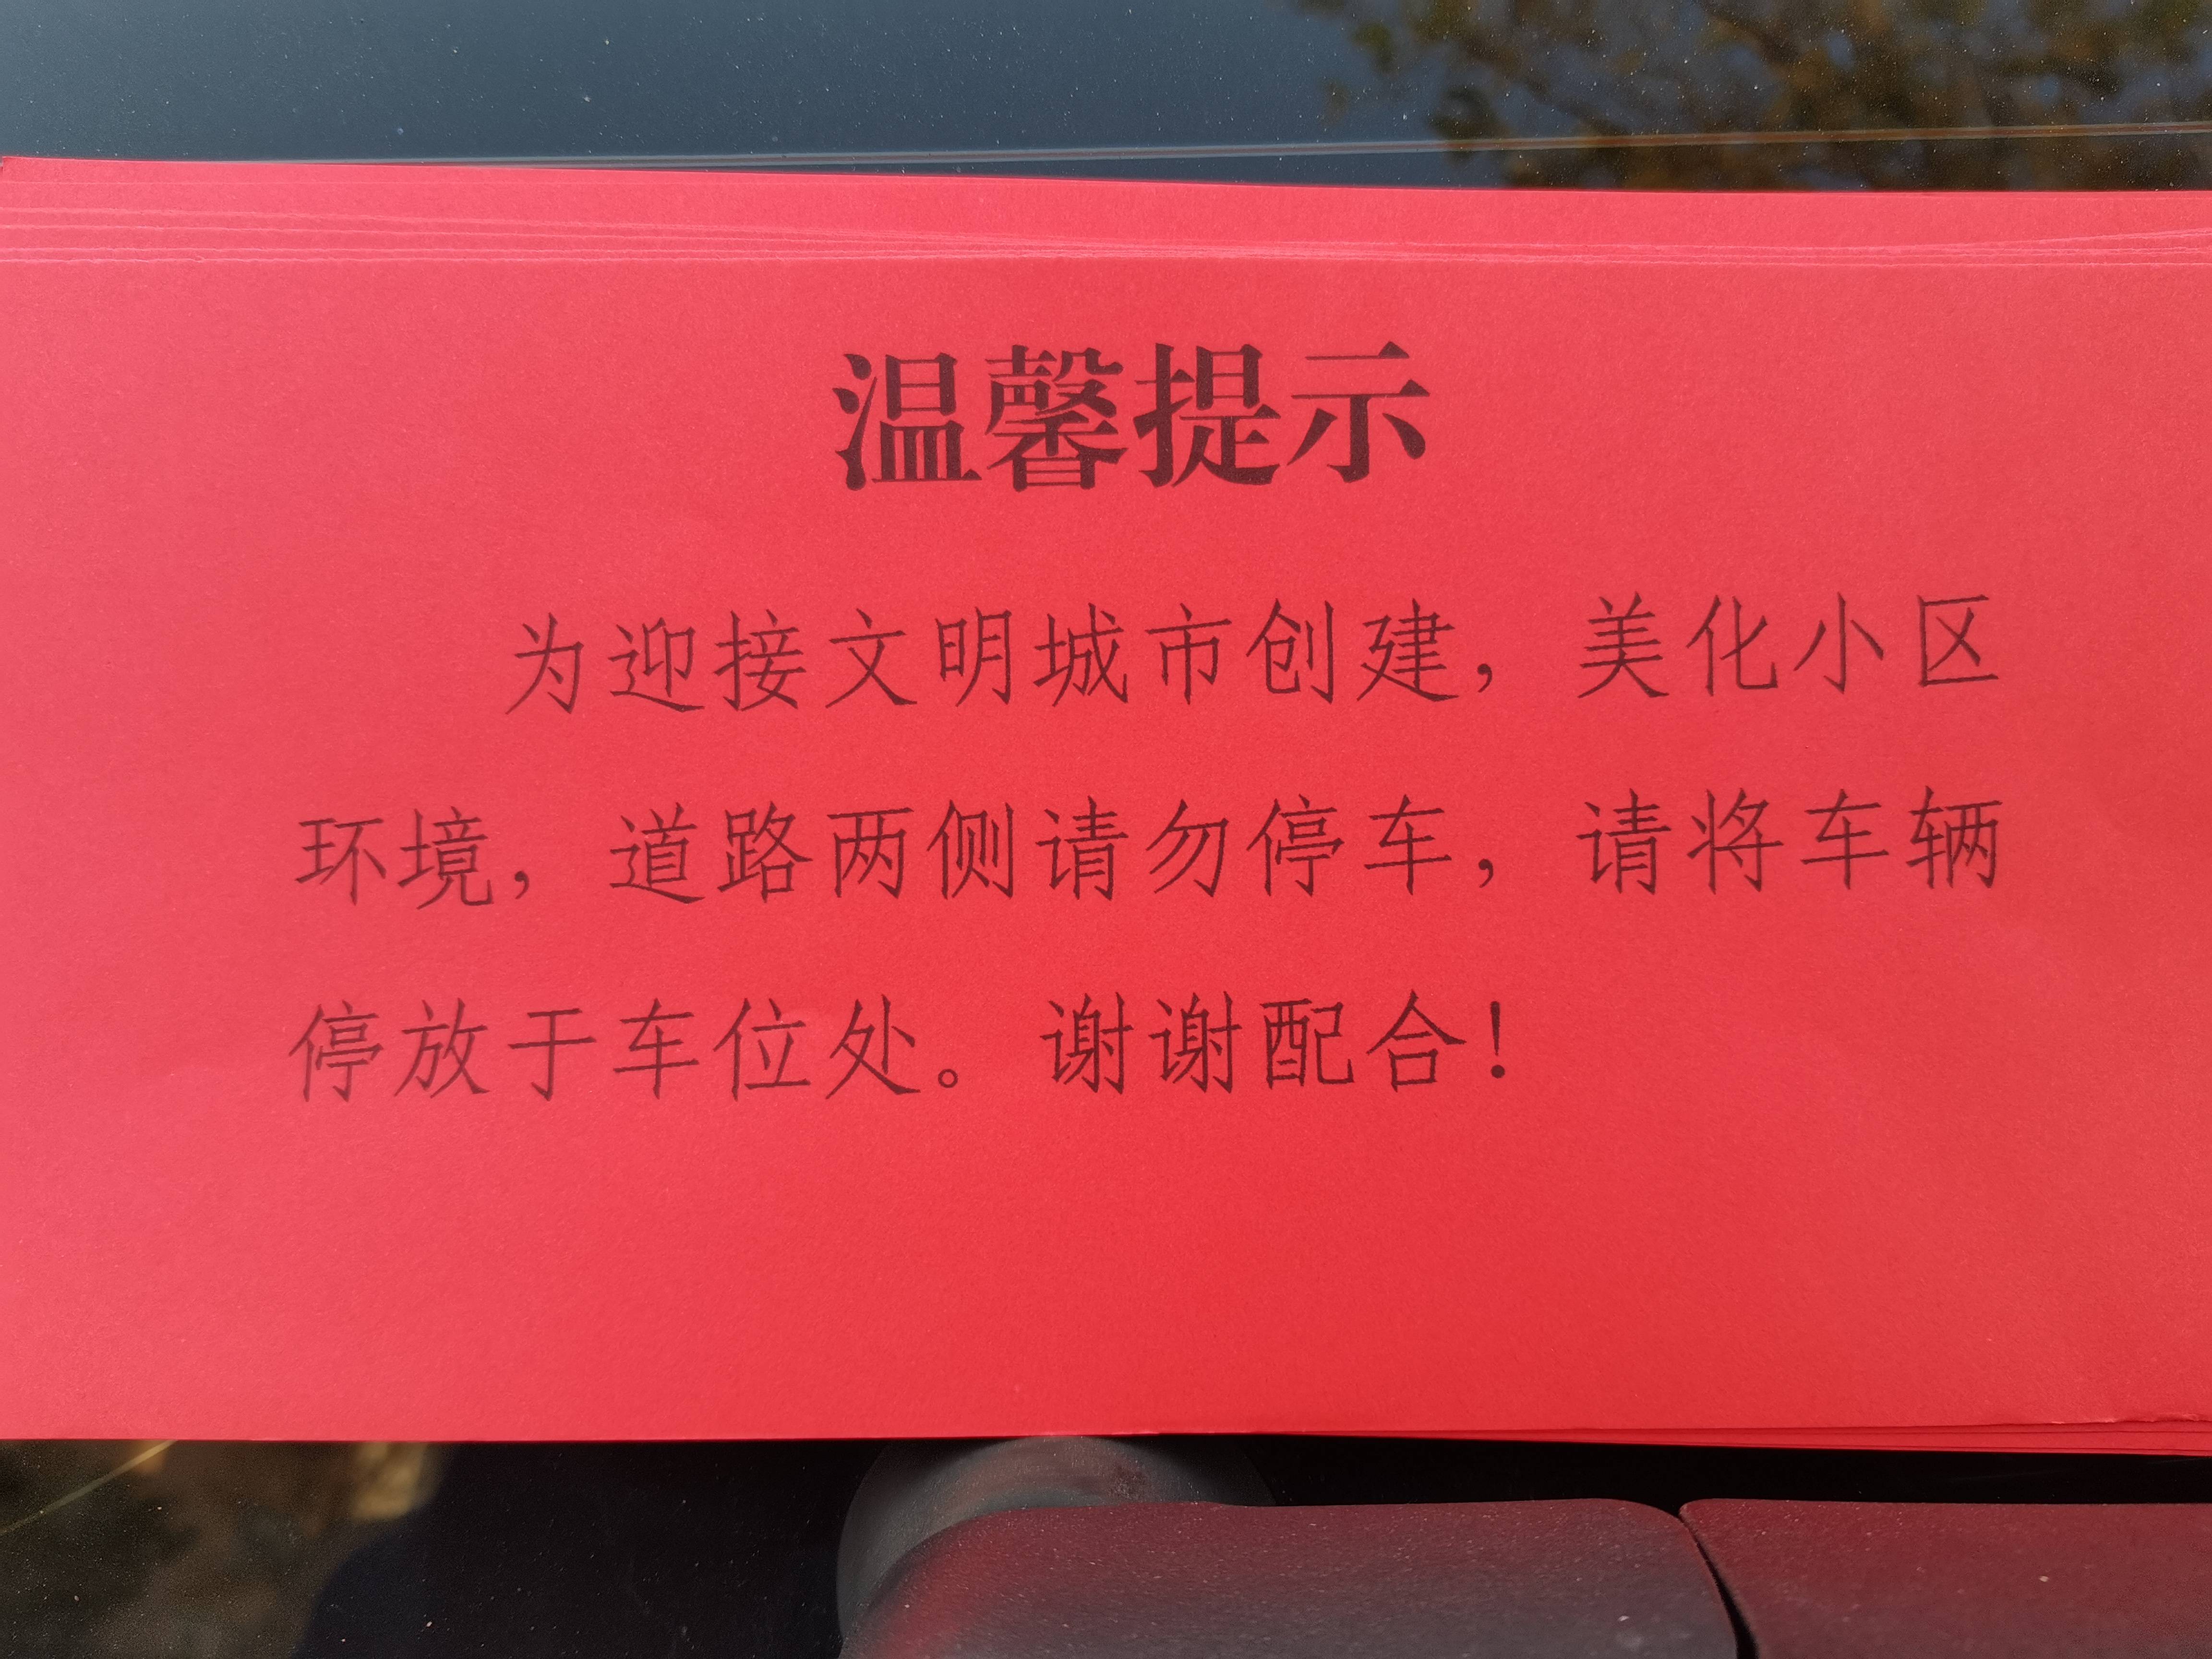 温馨提示
为迎接文明城市创建，美化小区
环境，道路两侧请勿停车，请将车辆
停放于车位处。谢谢配合！